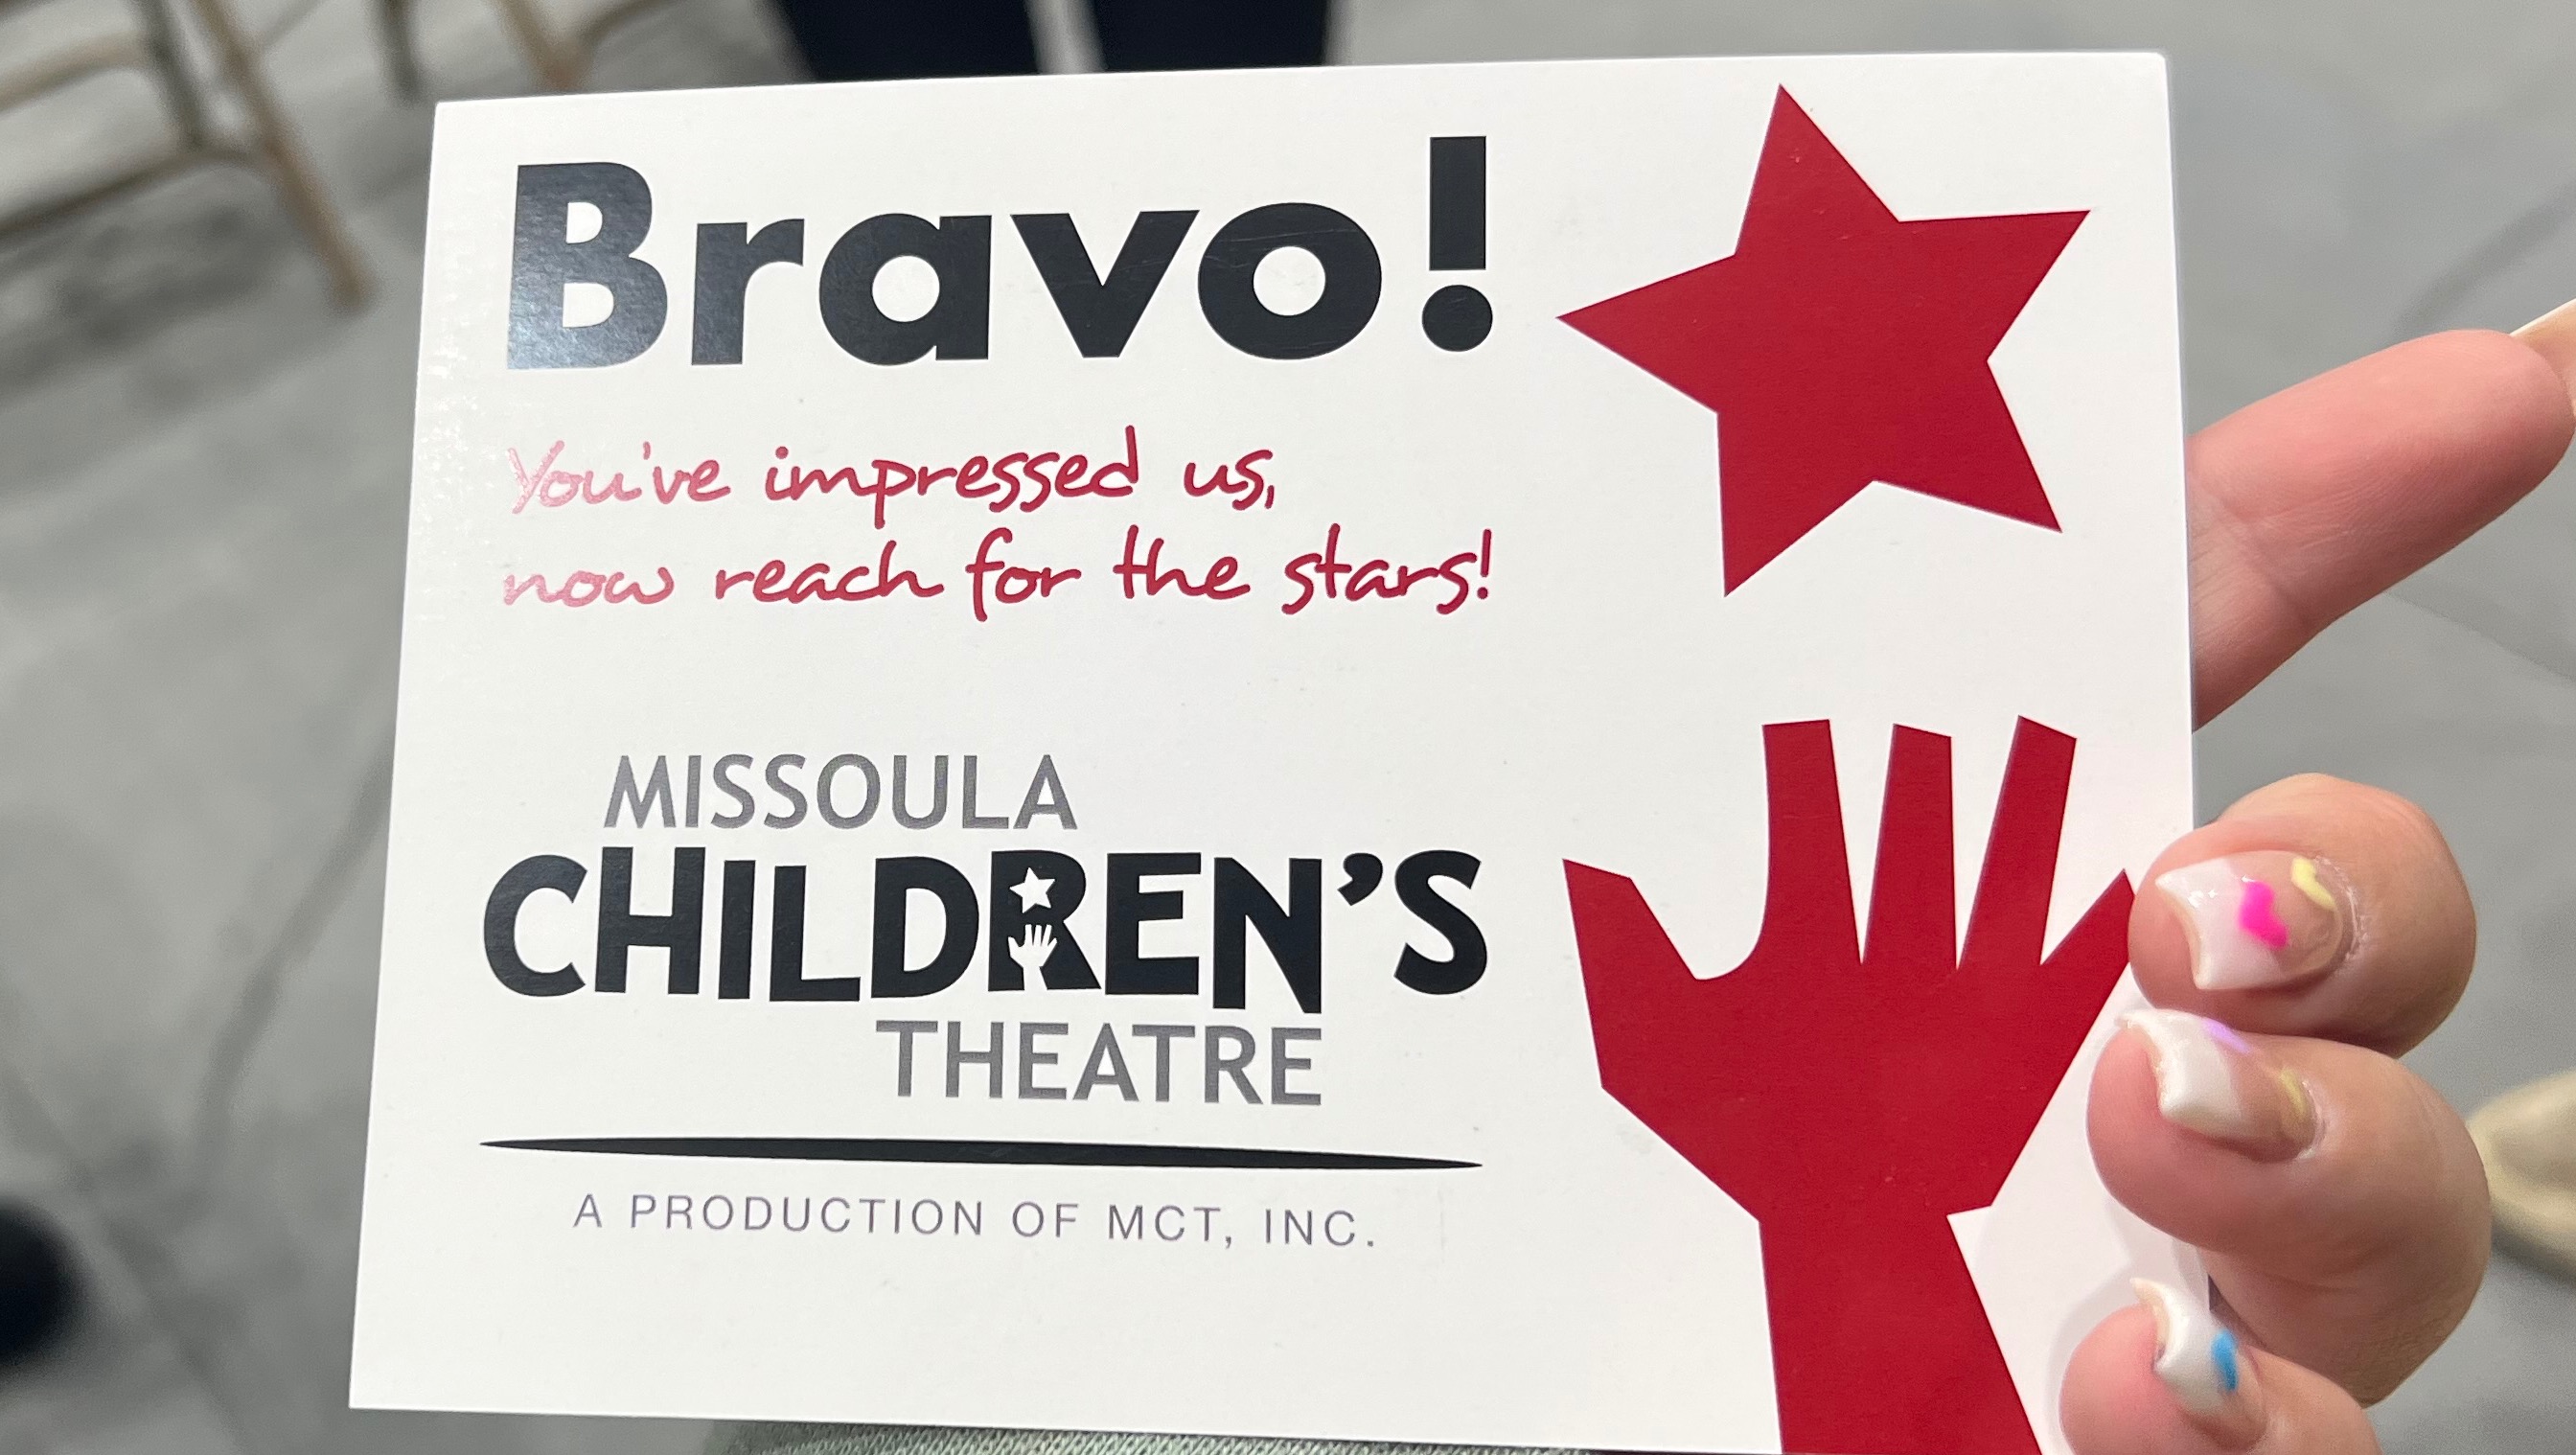 Bravo!
You've impressed us,
now reach for the stars!
MISSOULA
CHILDREN'S
THEATRE
A PRODUCTION OF MCT, INC.